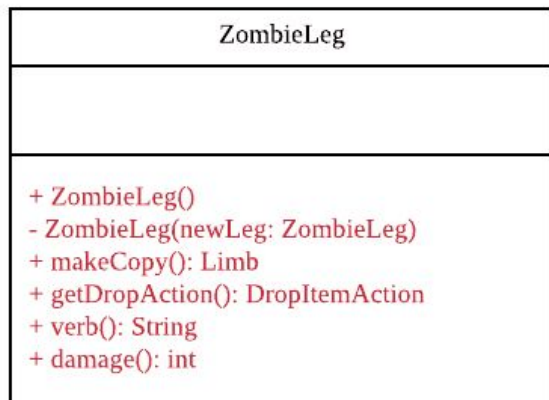 ZombieLeg
+ ZombieLeg()
- ZombieLeg(newLeg: ZombieLeg)
+ makeCopy(): Limb
+ getDropAction(): DropItemAction
+ verb(): String
+ damage(): int